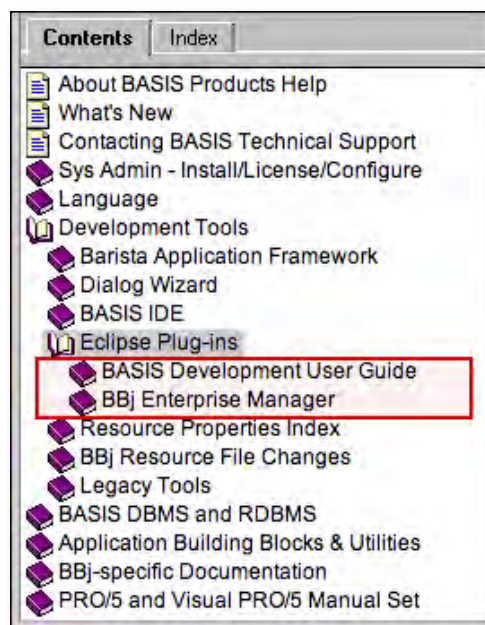 Contents Index
About BASIS Products Help
What's New
Contacting BASIS Technical Support
Sys Admin - Install/License/Configure
Language
Development Tools
Barista Application Framework
Dialog Wizard
BASIS IDE
Eclipse Plug-ins
BASIS Development User Guide
BBj Enterprise Manager
Resource Properties Index
BBj Resource File Changes
Legacy Tools
BASIS DBMS and RDBMS
Application Building Blocks & Utilities
BBj-specific Documentation
PRO/5 and Visual PRO/5 Manual Set